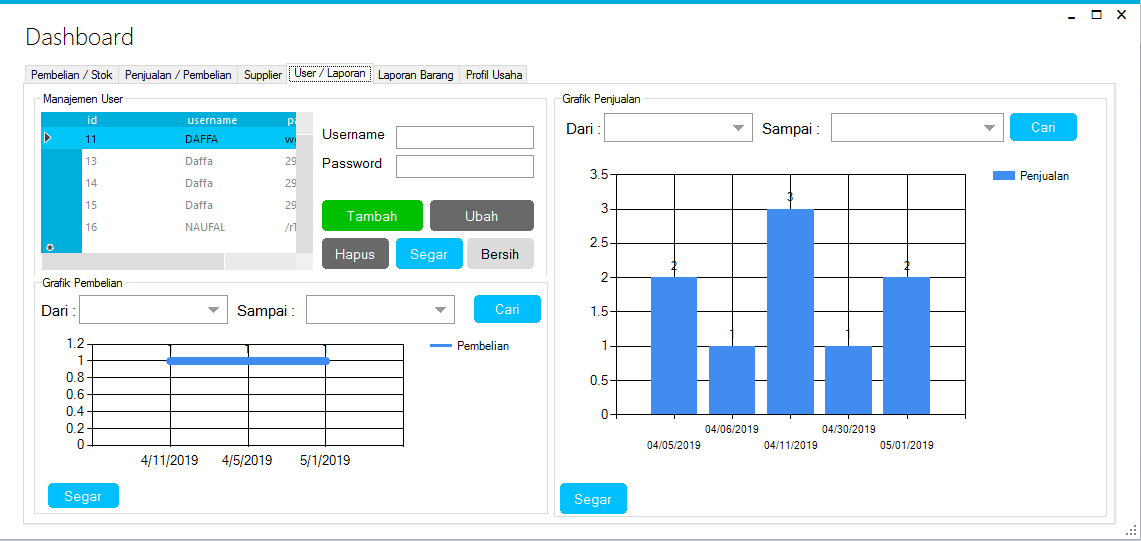 Dashboard
Pembelian / Stok Penjualan / Pembelian Supplier User / Laporan Laporan Barang Profil Usaha
Manajemen User
id username
11 DAFFA
13 Daffa 29
14 Daffa 29
15 Daffa 29
16 NAUFAL
Username
Password
Tambah Ubah
Hapus Segar Bersih
Grafik Pembelian
Dari : Sampai : Cari
Pembelian
1.2
1
0.8
0.6
0.4
0.2
0
1 1 1
4/11/2019 4/5/2019 5/1/2019
Segar
Grafik Penjualan
Dari : Sampai : Cari
Penjualan
3.5
3
2.5
2
1.5
1
0.5
0
2 1 3 1 2
04/05/2019 04/06/2019 04/11/2019 04/30/2019 05/01/2019
Segar